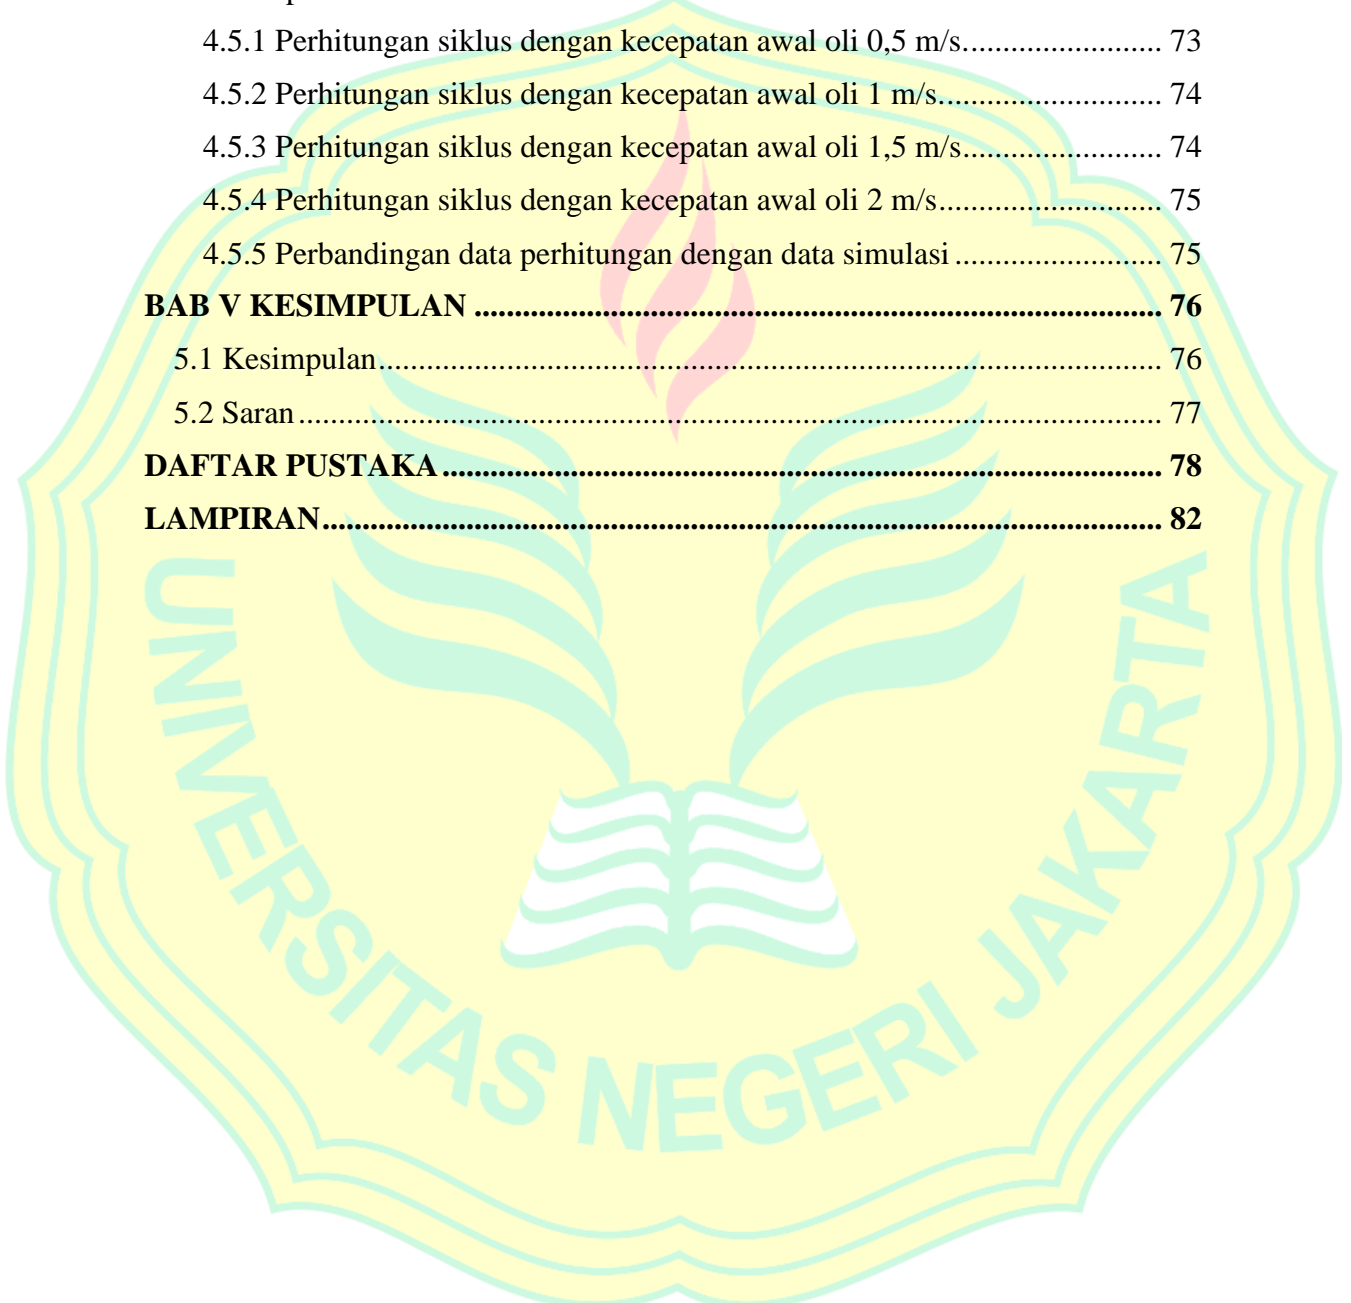 4.5.1 Perhitungan siklus dengan kecepatan awal oli 0,5 m/s......................... 73
4.5.2 Perhitungan siklus dengan kecepatan awal oli 1 m/s............................ 74
4.5.3 Perhitungan siklus dengan kecepatan awal oli 1,5 m/s......................... 74
4.5.4 Perhitungan siklus dengan kecepatan awal oli 2 m/s............................ 75
4.5.5 Perbandingan data perhitungan dengan data simulasi .......................... 75
BAB V KESIMPULAN ..................................................................................... 76
5.1 Kesimpulan................................................................................................. 76
5.2 Saran ........................................................................................................... 77
DAFTAR PUSTAKA ......................................................................................... 78
LAMPIRAN........................................................................................................ 82
UNIVERSITAS NEGERI JAKARTA